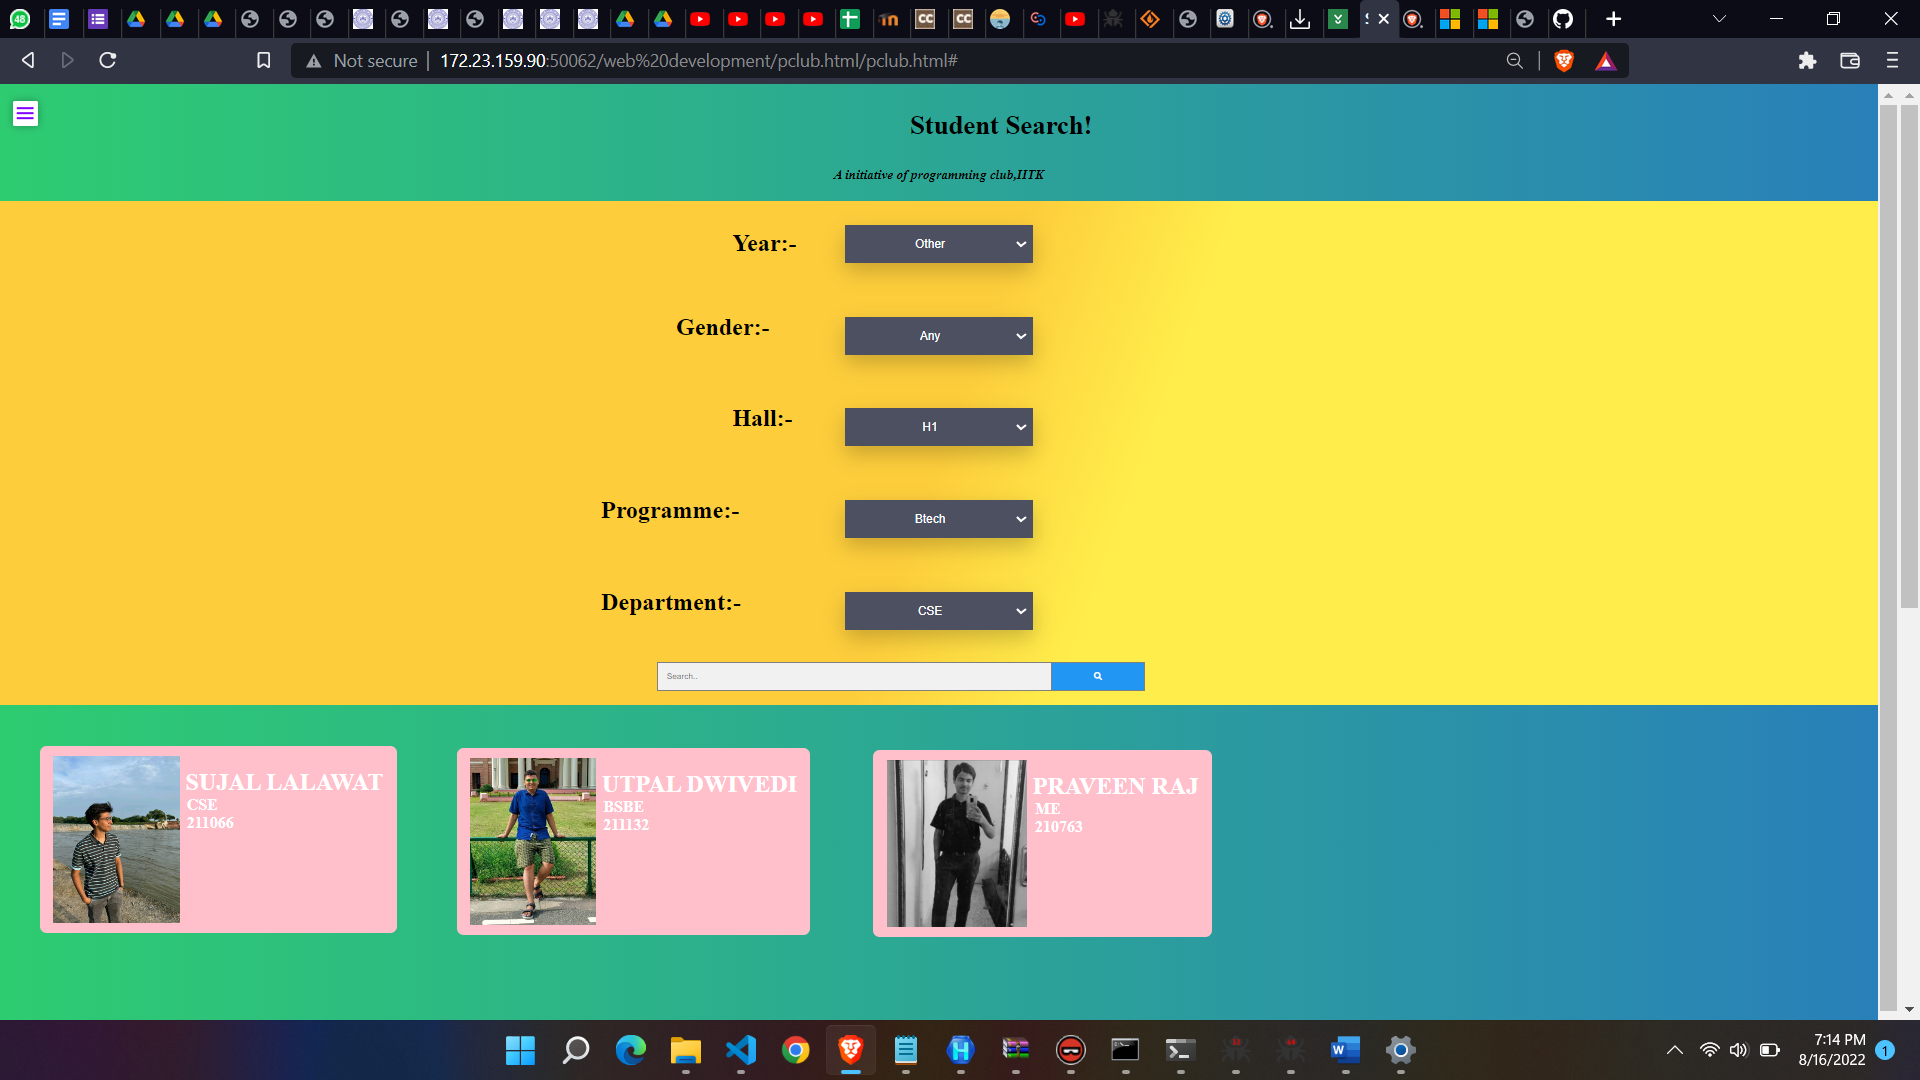 48
Not secure
172.23.159.90:50062/web%20development/pclub.html/pclub.html#
Student Search!
A initiative of programming club,IITK
Year:-
Other
Gender:-
Any
Hall:-
H1
Programme:-
Btech
Department:-
CSE
Search..
SUJAL LALAWAT
CSE
211066
UTPAL DWIVEDI
BSBE
211132
PRAVEEN RAJ
ME
210763
7:14 PM
8/16/2022
1